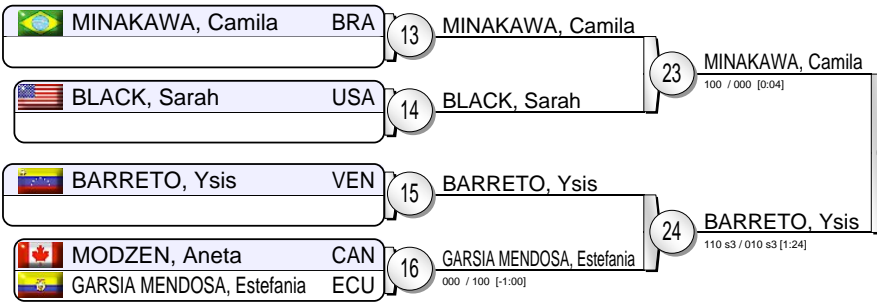 MINAKAWA, Camila BRA
13
MINAKAWA, Camila
BLACK, Sarah USA
14
BLACK, Sarah
23
MINAKAWA, Camila
100 / 000 [0:04]
BARRETO, Ysis VEN
15
BARRETO, Ysis
MODZEN, Aneta CAN
GARSIA MENDOSA, Estefania ECU
16
GARSIA MENDOSA, Estefania
000 / 100 [-1:00]
24
BARRETO, Ysis
110 s3 / 010 s3 [1:24]